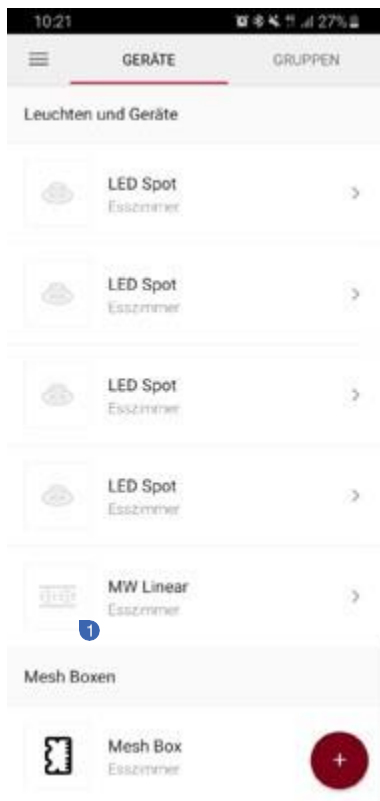 10:21
27%
GERÄTE
GRUPPEN
Leuchten und Geräte
LED Spot
Esszimmer
LED Spot
Esszimmer
LED Spot
Esszimmer
LED Spot
Esszimmer
MW Linear
Esszimmer
1
Mesh Boxen
Mesh Box
Esszimmer
+